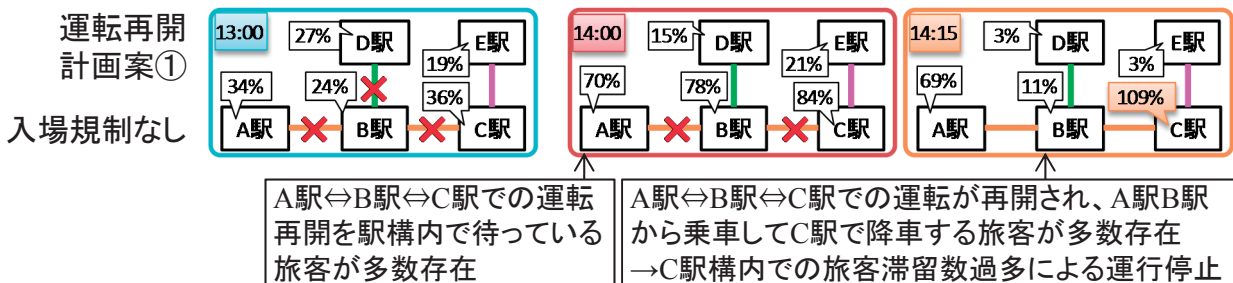 運転再開
計画案①
入場規制なし
13:00
27%
D駅
E駅
19%
34%
24%
36%
A駅
B駅
C駅
14:00
15%
D駅
E駅
21%
70%
78%
84%
A駅
B駅
C駅
14:15
3%
D駅
E駅
3%
69%
11%
109%
A駅
B駅
C駅
A駅⇔B駅⇔C駅での運転
再開を駅構内で待っている
旅客が多数存在
A駅⇔B駅⇔C駅での運転が再開され、A駅B駅
から乗車してC駅で降車する旅客が多数存在
→C駅構内での旅客滞留数過多による運行停止